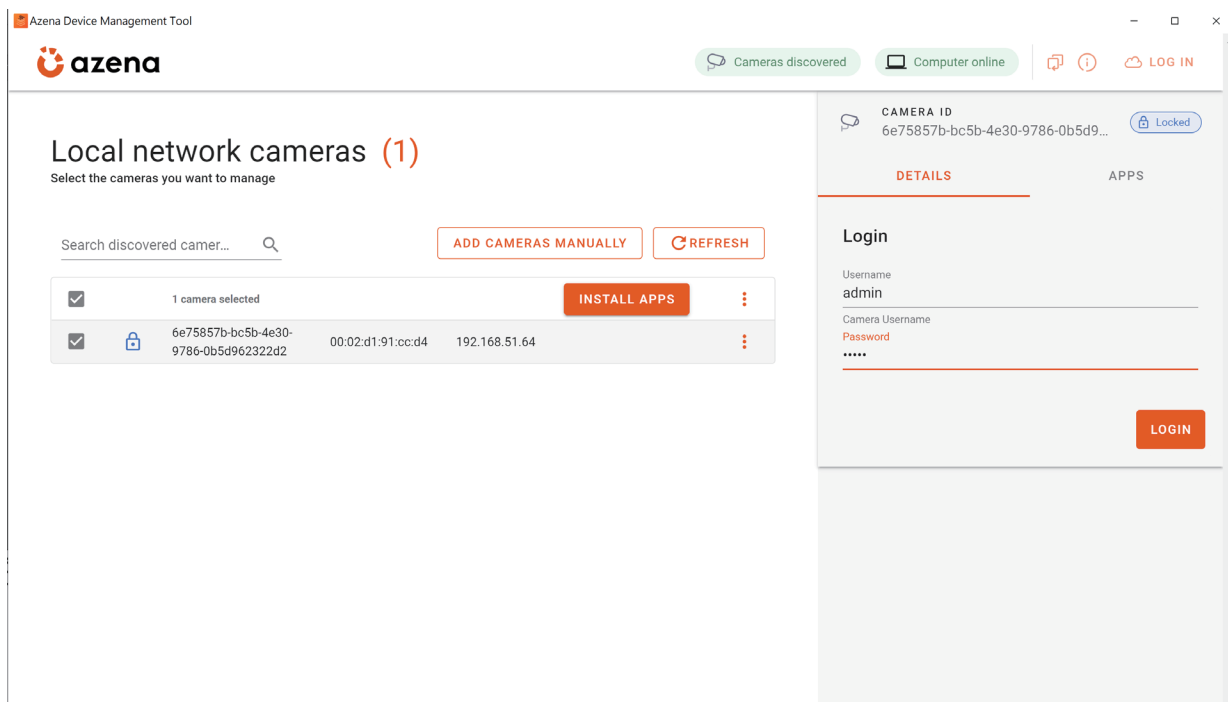 Azena Device Management Tool
azena
Cameras discovered
Computer online
LOG IN
Local network cameras (1)
Select the cameras you want to manage
Search discovered camer...
ADD CAMERAS MANUALLY
REFRESH
1 camera selected
INSTALL APPS
6e75857b-bc5b-4e30-
9786-0b5d962322d2
00:02:d1:91:cc:d4
192.168.51.64
CAMERA ID
6e75857b-bc5b-4e30-9786-0b5d9...
Locked
DETAILS
APPS
Login
Username
admin
Camera Username
Password
•••••
LOGIN